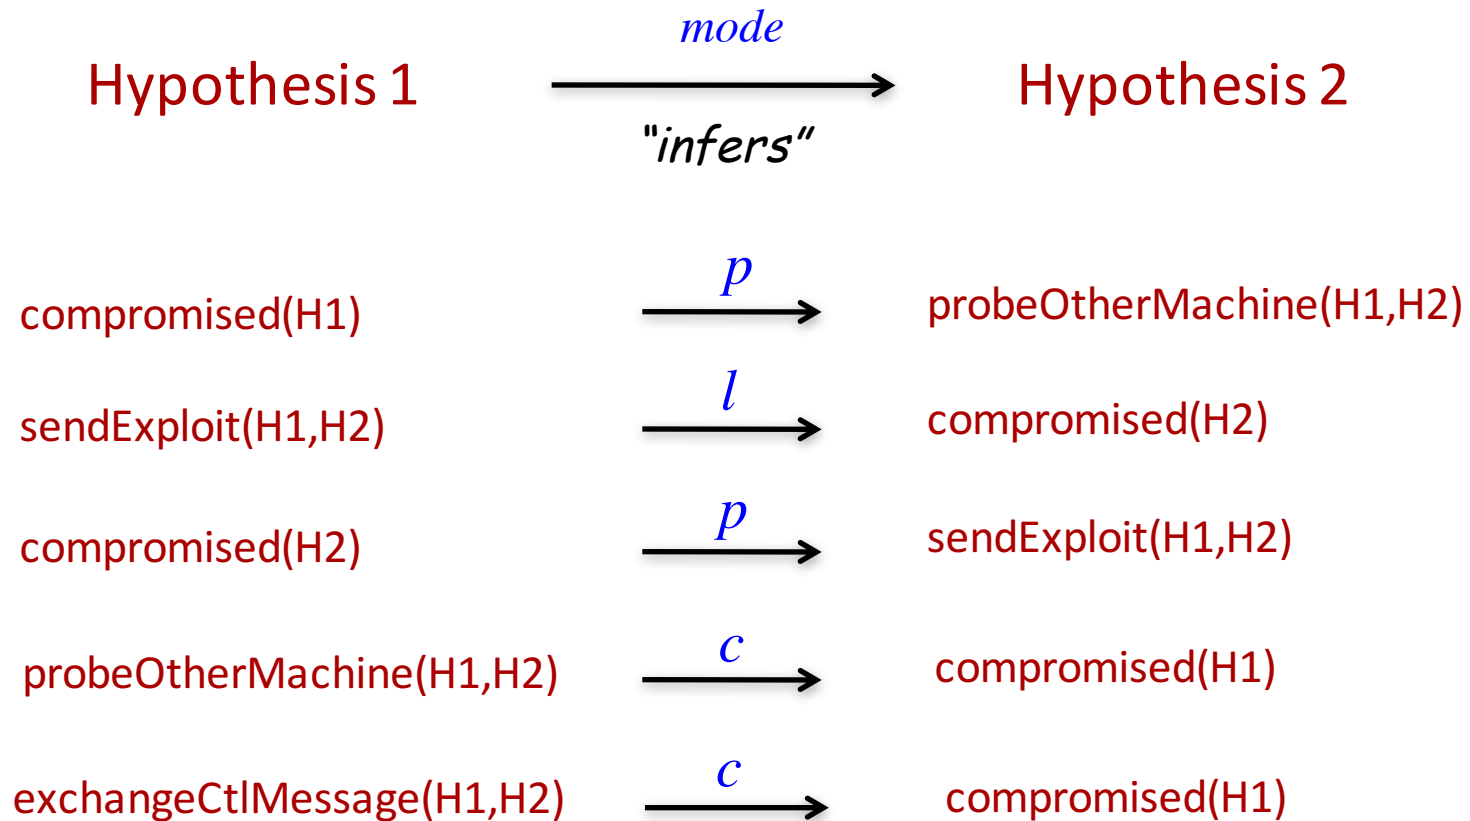 mode
Hypothesis 1 Hypothesis 2
“infers”
compromised(H1) p probeOtherMachine(H1,H2)
sendExploit(H1,H2) l compromised(H2)
compromised(H2) p sendExploit(H1,H2)
probeOtherMachine(H1,H2) c compromised(H1)
exchangeCtlMessage(H1,H2) c compromised(H1)